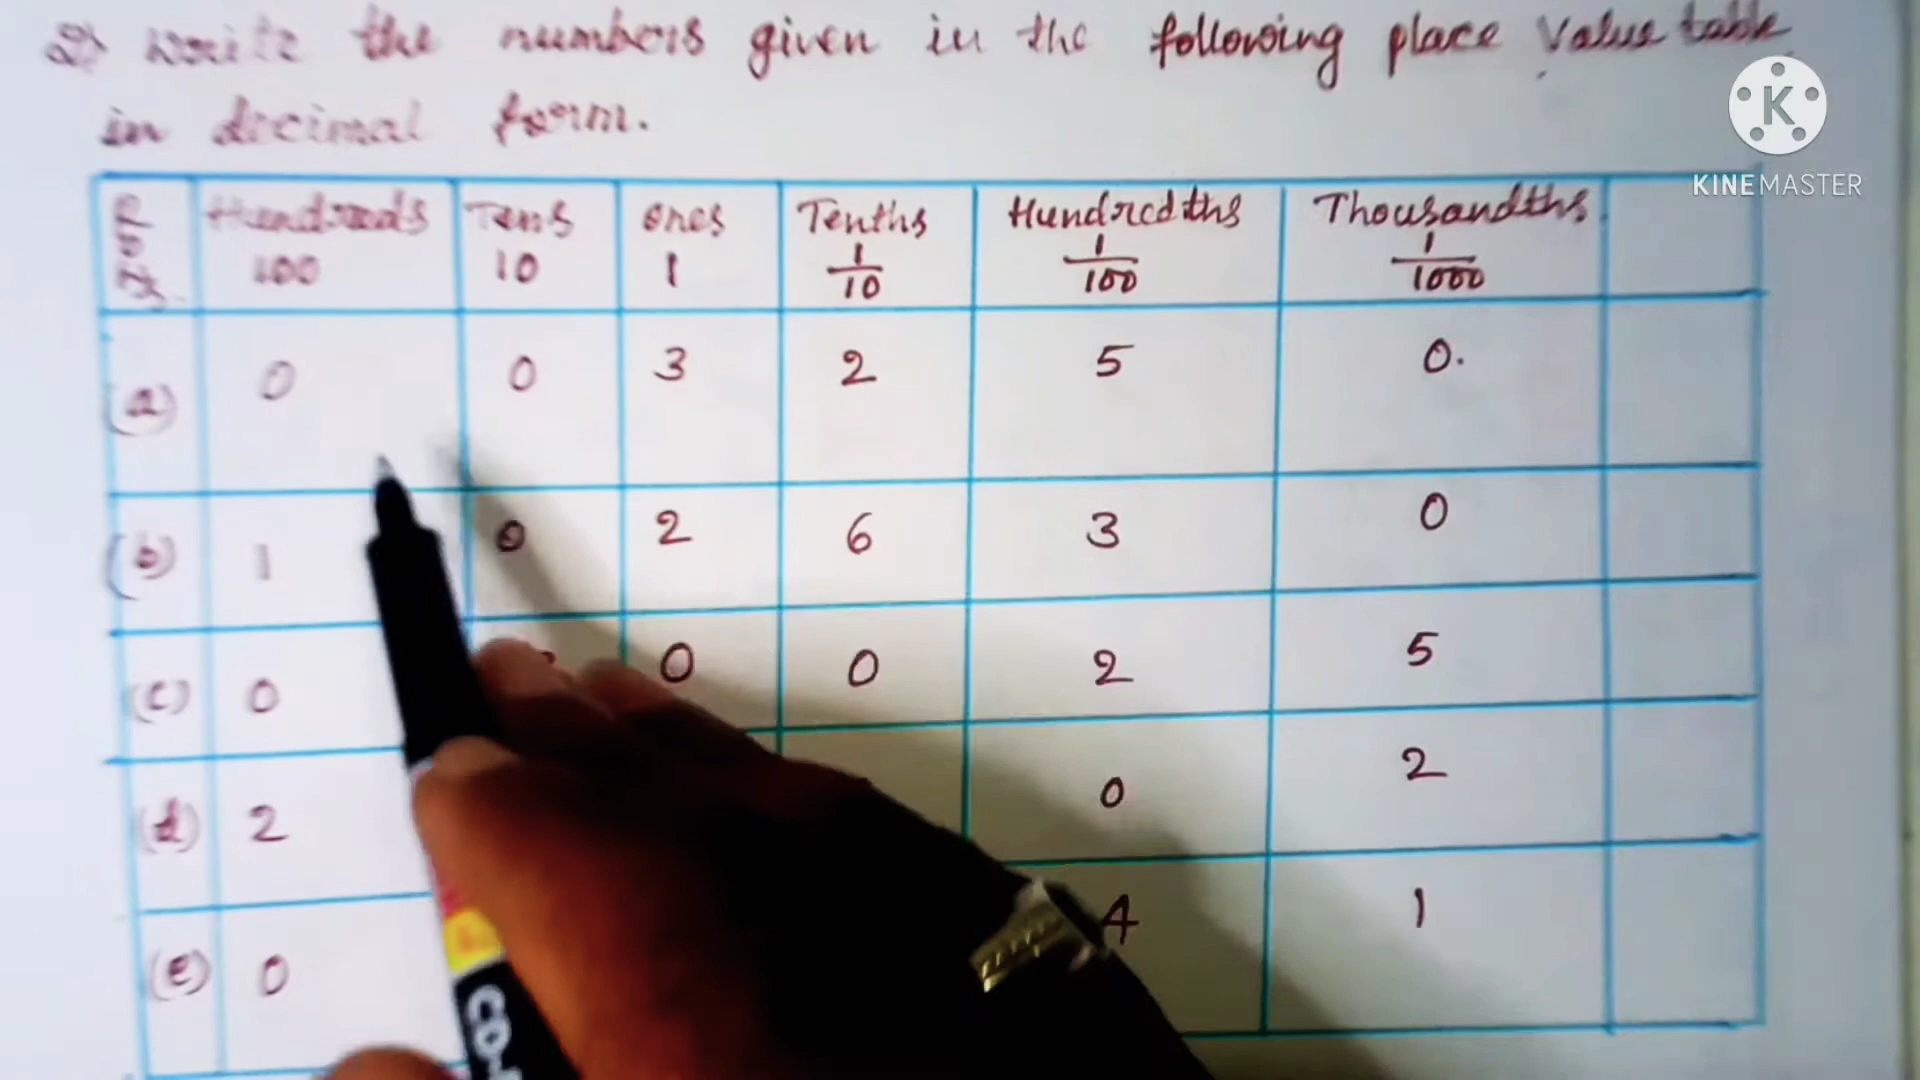 2) Write the numbers given in the following place value table
in decimal form.
KINEMASTER
Hundreds Tens ones Tenths Hundredths Thousandths
100 10 1 1/10 1/100 1/1000
(a) 0 0 3 2 5 0.
(b) 1 0 2 6 3 0
(c) 0 0 0 2 5
(d) 2 0 2
(e) 0 4 1
CO-